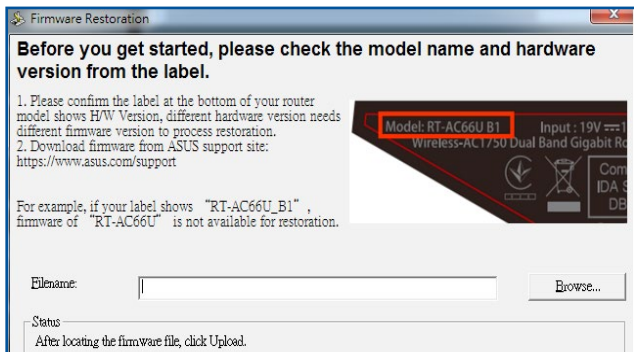 Firmware Restoration
Before you get started, please check the model name and hardware
version from the label.
1. Please confirm the label at the bottom of your router
model shows H/W Version, different hardware version needs
different firmware version to process restoration.
2. Download firmware from ASUS support site:
https://www.asus.com/support
For example, if your label shows “RT-AC66U_B1”,
firmware of “RT-AC66U” is not available for restoration.
Model: RT-AC66U B1 Input : 19V
Wireless-AC1750 Dual Band Gigabit
IDA
DB
Filename:
Browse...
Status
After locating the firmware file, click Upload.